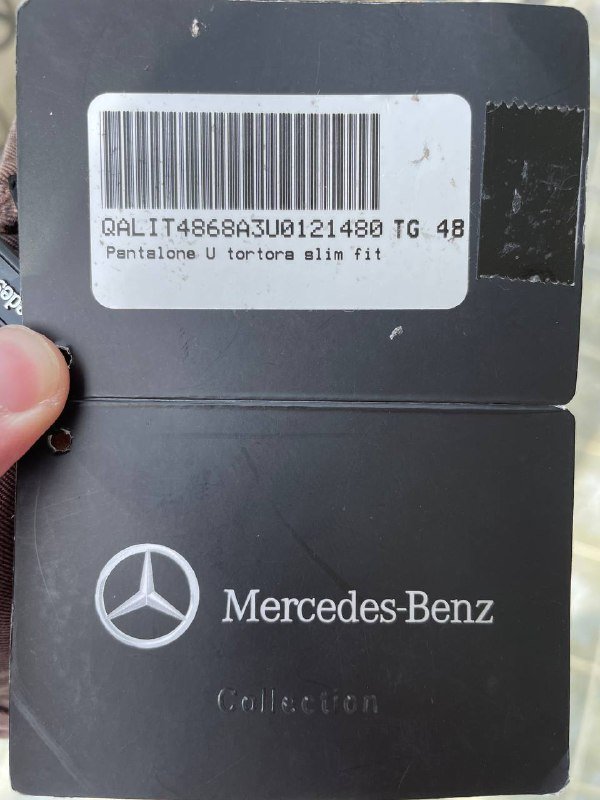 QALIT4868A3U0121480 TG 48
Pantalone U tortora slim fit
Mercedes-Benz
Collection